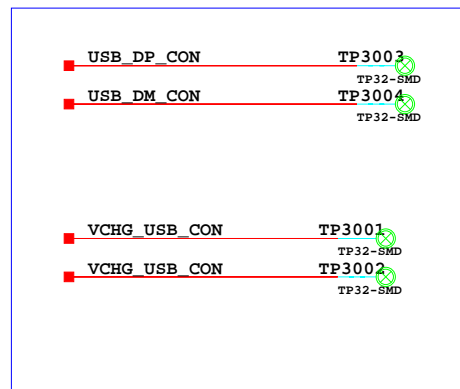 USB_DP_CON TP3003
TP32-SMD
USB_DM_CON TP3004
TP32-SMD
VCHG_USB_CON TP3001
TP32-SMD
VCHG_USB_CON TP3002
TP32-SMD